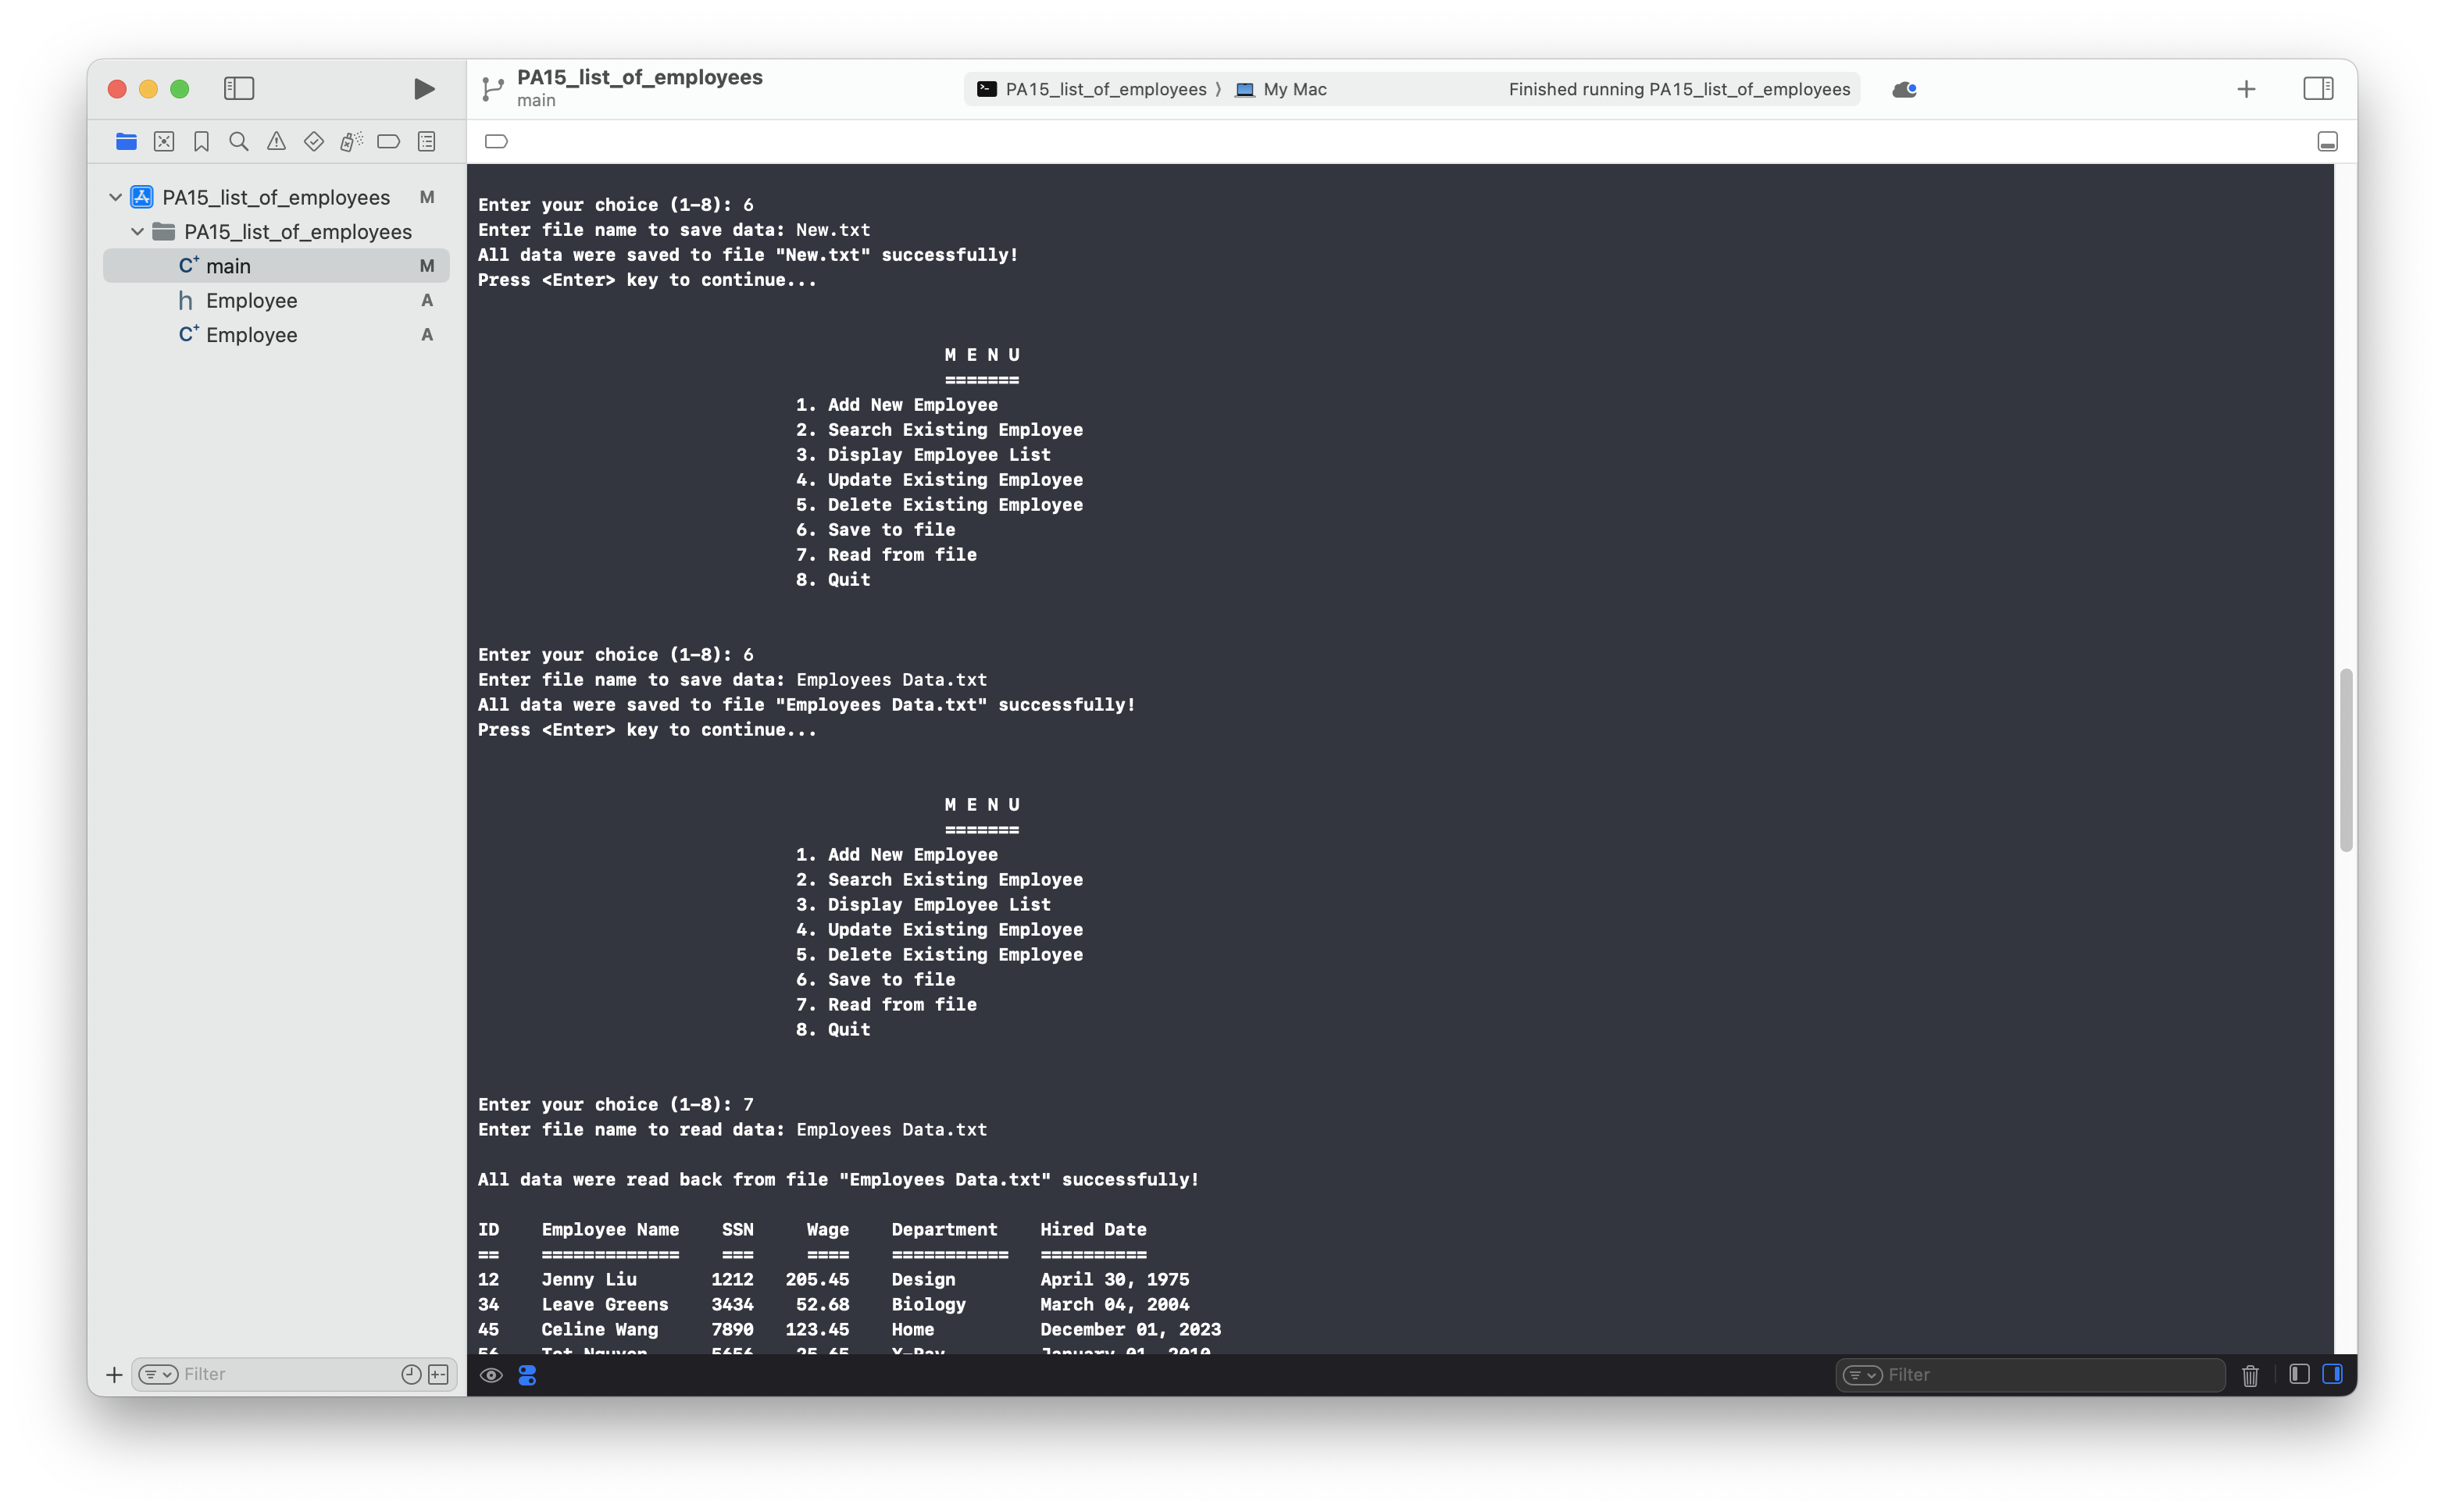 PA15_list_of_employees
main
PA15_list_of_employees ⟩ My Mac
Finished running PA15_list_of_employees
PA15_list_of_employees M
PA15_list_of_employees
main M
Employee A
Employee A
Enter your choice (1-8): 6
Enter file name to save data: New.txt
All data were saved to file "New.txt" successfully!
Press <Enter> key to continue...
M E N U
=======
1. Add New Employee
2. Search Existing Employee
3. Display Employee List
4. Update Existing Employee
5. Delete Existing Employee
6. Save to file
7. Read from file
8. Quit
Enter your choice (1-8): 6
Enter file name to save data: Employees Data.txt
All data were saved to file "Employees Data.txt" successfully!
Press <Enter> key to continue...
M E N U
=======
1. Add New Employee
2. Search Existing Employee
3. Display Employee List
4. Update Existing Employee
5. Delete Existing Employee
6. Save to file
7. Read from file
8. Quit
Enter your choice (1-8): 7
Enter file name to read data: Employees Data.txt
All data were read back from file "Employees Data.txt" successfully!
ID Employee Name SSN Wage Department Hired Date
== ============= === ==== =========== ==========
12 Jenny Liu 1212 205.45 Design April 30, 1975
34 Leave Greens 3434 52.68 Biology March 04, 2004
45 Celine Wang 7890 123.45 Home December 01, 2023
Filter
Filter